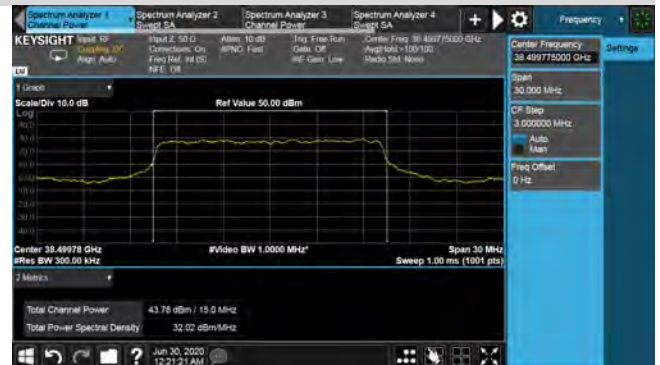 Spectrum Analyzer 1
Channel Power
Spectrum Analyzer 2
Swept SA
Spectrum Analyzer 3
Channel Power
Spectrum Analyzer 4
Swept SA
Frequency
KEYSIGHT
Input: RF
Coupling: DC
Align: Auto
Input Z: 50 Ω
Corrections: On
Freq Ref: Int (S)
NFE: Off
Atten: 10 dB
#PNO: Fast
Trig: Free Run
Gate: Off
#IF Gain: Low
Center Freq: 38.499775000 GHz
Avg|Hold:>100/100
Radio Std: None
LM
Center Frequency
38.499775000 GHz
Settings
Span
30.000 MHz
CF Step
3.000000 MHz
Auto
Man
Freq Offset
0 Hz
1 Graph
Scale/Div 10.0 dB
Ref Value 50.00 dBm
Log
Center 38.49978 GHz
#Res BW 300.00 kHz
#Video BW 1.0000 MHz*
Span 30 MHz
Sweep 1.00 ms (1001 pts)
2 Metrics
Total Channel Power
43.78 dBm / 15.0 MHz
Total Power Spectral Density
32.02 dBm/MHz
?
Jun 30, 2020
12:21:21 AM